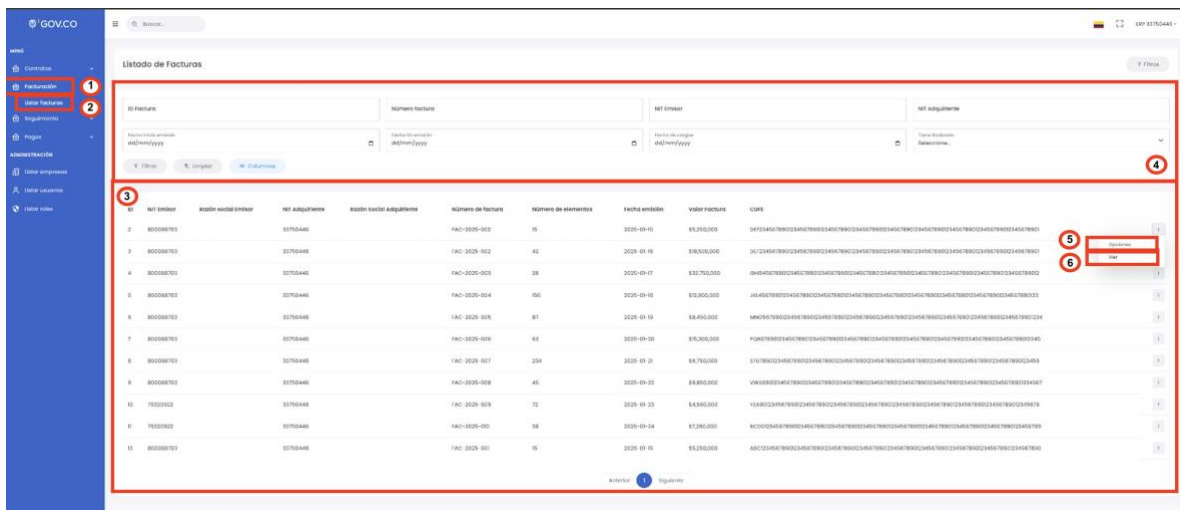 GOV.CO
Buscar...
ERP 33750446
MENÚ
Contratos
Facturación
1
Listar facturas
2
Seguimiento
Pagos
ADMINISTRACIÓN
Listar empresas
Listar usuarios
Listar roles
Listado de Facturas
Filtros
ID Factura Número factura NIT Emisor NIT Adquiriente
Fecha inicio emisión Fecha fin emisión Fecha de cargue
dd/mm/yyyy dd/mm/yyyy dd/mm/yyyy Seleccione...
Filtrar Limpiar Columnas
4
3
ID NIT Emisor Razón social Emisor NIT Adquiriente Razón Social Adquiriente Número de factura Número de elementos Fecha emisión Valor Factura CUFE
2 800088703 33750446 FAC-2025-002 15 2025-01-15 $5,250,000
3 800088703 33750446 FAC-2025-002 42 2025-01-16 $18,500,000
4 800088703 33750446 FAC-2025-003 28 2025-01-17 $32,750,000
5 800088703 33750446 FAC-2025-004 156 2025-01-18 $12,800,000
6 800088703 33750446 FAC-2025-005 87 2025-01-19 $8,450,000
7 800088703 33750446 FAC-2025-006 63 2025-01-20 $15,300,000
8 800088703 33750446 FAC-2025-007 234 2025-01-21 $6,750,000
9 800088703 33750446 FAC-2025-008 45 2025-01-22 $9,850,000
10 79320922 33750446 FAC-2025-009 72 2025-01-23 $4,560,000
11 79320922 33750446 FAC-2025-010 38 2025-01-24 $7,290,000
13 800088703 33750446 FAC-2025-001 15 2025-01-15 $5,250,000
5
Opciones
6
Ver
Anterior 1 Siguiente